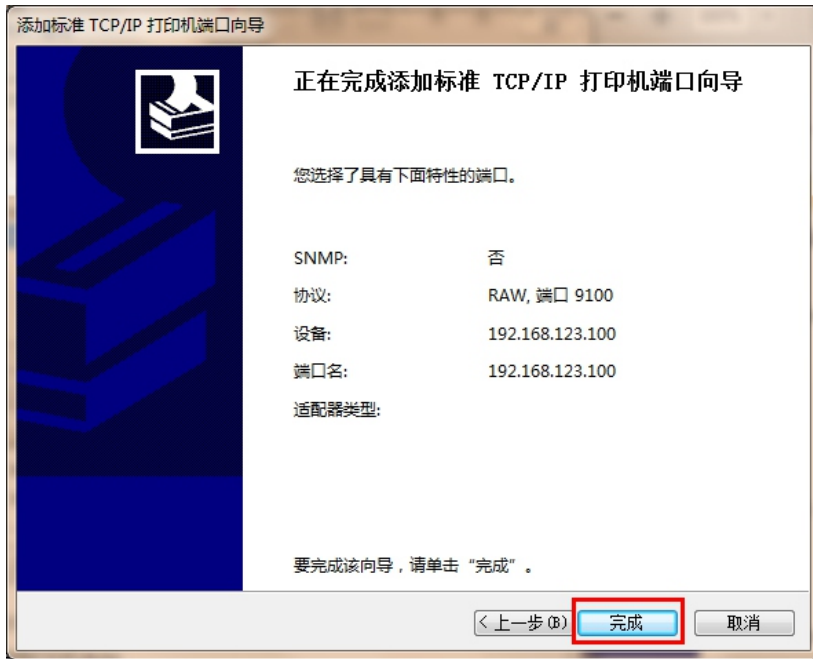 添加标准 TCP/IP 打印机端口向导
正在完成添加标准 TCP/IP 打印机端口向导
您选择了具有下面特性的端口。
SNMP: 否
协议: RAW, 端口 9100
设备: 192.168.123.100
端口名: 192.168.123.100
适配器类型:
要完成该向导，请单击“完成”。
< 上一步(B) 完成 取消